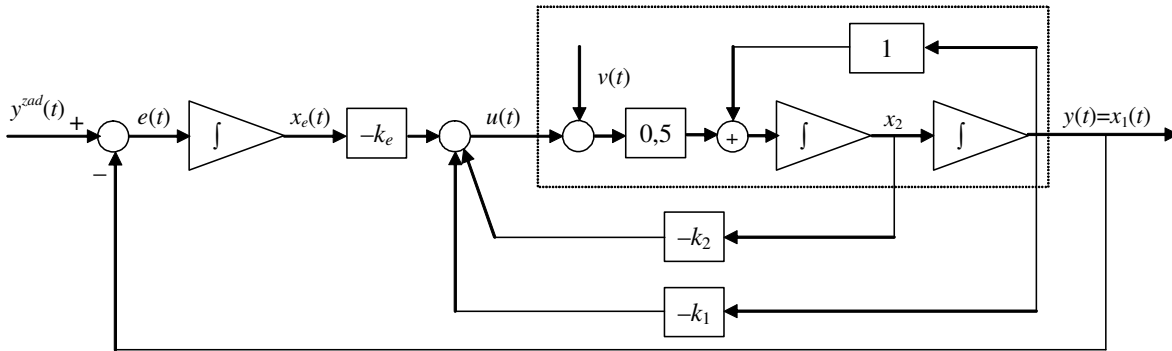 1
v(t)
y^{zad}(t)
+
e(t)
∫
x_e(t)
−k_e
u(t)
0,5
+
∫
x_2
∫
y(t)=x_1(t)
−
−k_2
−k_1